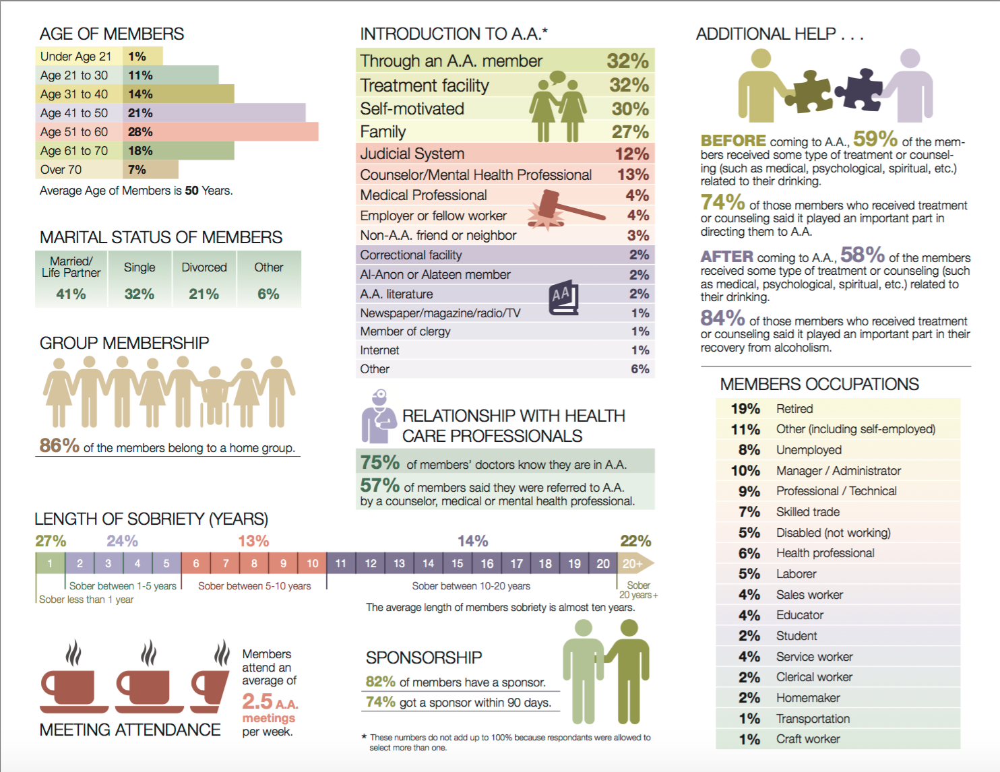 AGE OF MEMBERS
Under Age 21 1%
Age 21 to 30 11%
Age 31 to 40 14%
Age 41 to 50 21%
Age 51 to 60 28%
Age 61 to 70 18%
Over 70 7%
Average Age of Members is 50 Years.
MARITAL STATUS OF MEMBERS
Married/
Life Partner
41%
Single
32%
Divorced
21%
Other
6%
GROUP MEMBERSHIP
86% of the members belong to a home group.
INTRODUCTION TO A.A.*
Through an A.A. member 32%
Treatment facility 32%
Self-motivated 30%
Family 27%
Judicial System 12%
Counselor/Mental Health Professional 13%
Medical Professional 4%
Employer or fellow worker 4%
Non-A.A. friend or neighbor 3%
Correctional facility 2%
Al-Anon or Alateen member 2%
A.A. literature 2%
AA
Newspaper/magazine/radio/TV 1%
Member of clergy 1%
Internet 1%
Other 6%
RELATIONSHIP WITH HEALTH
CARE PROFESSIONALS
75% of members' doctors know they are in A.A.
57% of members said they were referred to A.A.
by a counselor, medical or mental health professional.
ADDITIONAL HELP . . .
BEFORE coming to A.A., 59% of the mem-
bers received some type of treatment or counsel-
ing (such as medical, psychological, spiritual, etc.)
related to their drinking.
74% of those members who received treatment
or counseling said it played an important part in
directing them to A.A.
AFTER coming to A.A., 58% of the members
received some type of treatment or counseling (such
as medical, psychological, spiritual, etc.) related to
their drinking.
84% of those members who received treatment
or counseling said it played an important part in their
recovery from alcoholism.
MEMBERS OCCUPATIONS
19% Retired
11% Other (including self-employed)
8% Unemployed
10% Manager / Administrator
9% Professional / Technical
7% Skilled trade
5% Disabled (not working)
6% Health professional
5% Laborer
4% Sales worker
4% Educator
2% Student
4% Service worker
2% Clerical worker
2% Homemaker
1% Transportation
1% Craft worker
LENGTH OF SOBRIETY (YEARS)
27% 24% 13% 14% 22%
1 2 3 4 5 6 7 8 9 10 11 12 13 14 15 16 17 18 19 20 20+
Sober between 1-5 years Sober between 5-10 years Sober between 10-20 years Sober
20 years+
Sober less than 1 year
The average length of members sobriety is almost ten years.
Members
attend an
average of
2.5 A.A.
meetings
per week.
MEETING ATTENDANCE
SPONSORSHIP
82% of members have a sponsor.
74% got a sponsor within 90 days.
* These numbers do not add up to 100% because respondants were allowed to
select more than one.